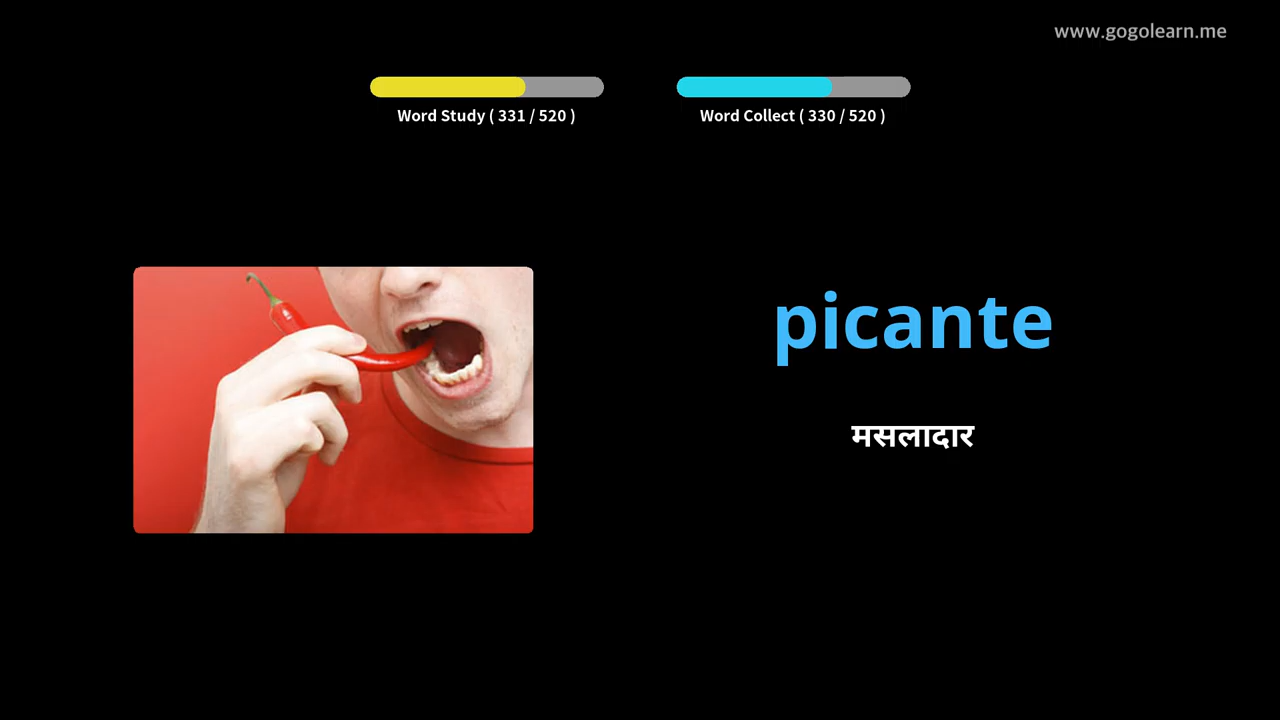 www.gogolearn.me
Word Study ( 331 / 520 )
Word Collect ( 330 / 520 )
picante
मसलादार